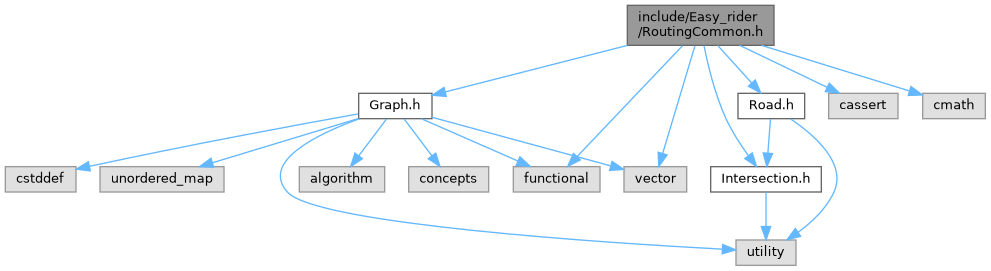 include/Easy_rider
/RoutingCommon.h
Graph.h
Road.h
cassert
cmath
cstddef
unordered_map
algorithm
concepts
functional
vector
Intersection.h
utility